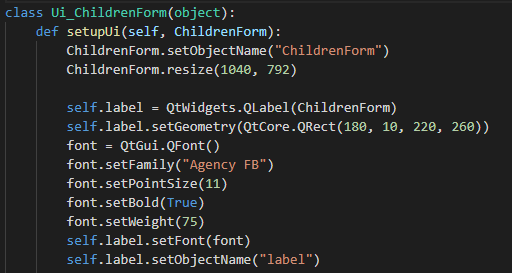 class Ui_ChildrenForm(object):
    def setupUi(self, ChildrenForm):
        ChildrenForm.setObjectName("ChildrenForm")
        ChildrenForm.resize(1040, 792)

        self.label = QtWidgets.QLabel(ChildrenForm)
        self.label.setGeometry(QtCore.QRect(180, 10, 220, 260))
        font = QtGui.QFont()
        font.setFamily("Agency FB")
        font.setPointSize(11)
        font.setBold(True)
        font.setWeight(75)
        self.label.setFont(font)
        self.label.setObjectName("label")